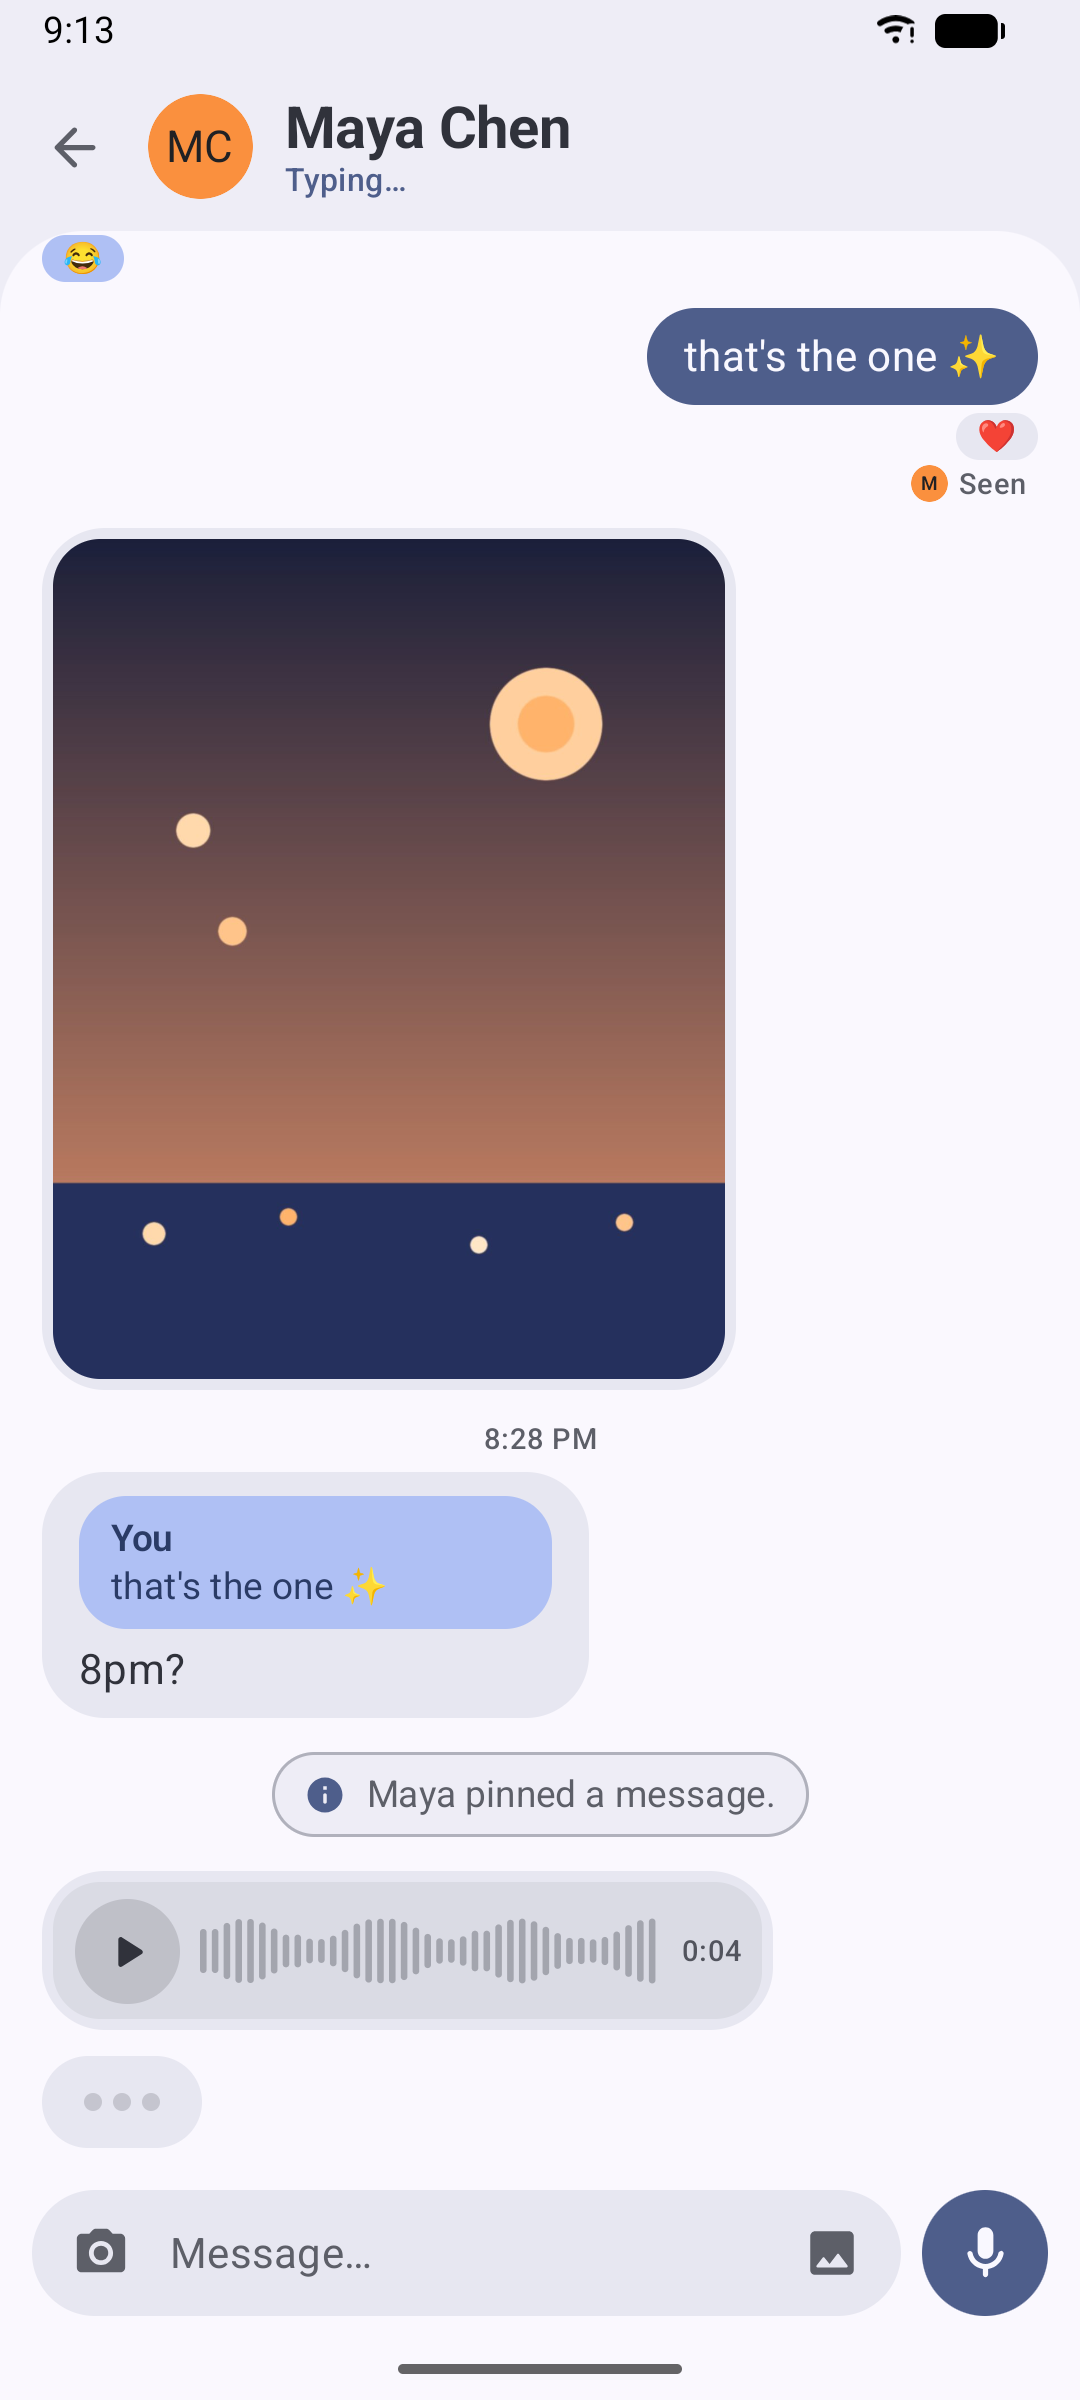 9:13
MC
Maya Chen
Typing...
😂
that's the one ✨
❤️
M Seen
8:28 PM
You
that's the one ✨
8pm?
Maya pinned a message.
0:04
Message...